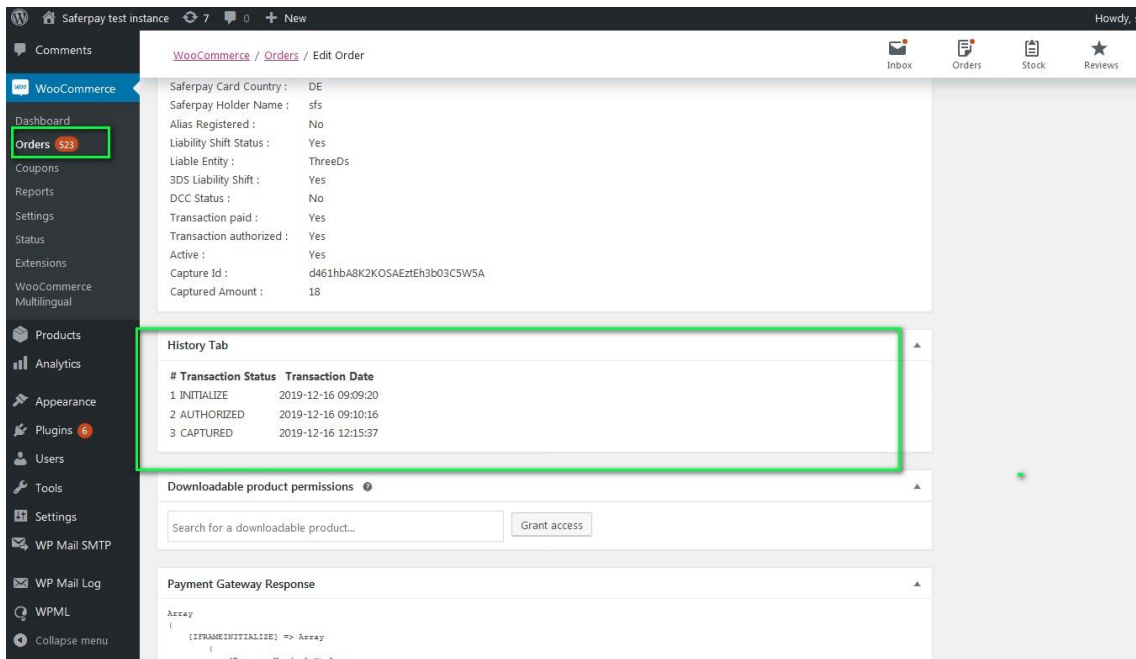 Saferpay test instance 7 0 + New Howdy,
Comments
WooCommerce
Dashboard
Orders 523
Coupons
Reports
Settings
Status
Extensions
WooCommerce
Multilingual
Products
Analytics
Appearance
Plugins 6
Users
Tools
Settings
WP Mail SMTP
WP Mail Log
WPML
Collapse menu
WooCommerce / Orders / Edit Order
Inbox Orders Stock Reviews
Saferpay Card Country : DE
Saferpay Holder Name : sfs
Alias Registered : No
Liability Shift Status : Yes
Liable Entity : ThreeDs
3DS Liability Shift : Yes
DCC Status : No
Transaction paid : Yes
Transaction authorized : Yes
Active : Yes
Capture Id : d461hbA8K2KOSAEztEh3b03C5W5A
Captured Amount : 18
History Tab
# Transaction Status Transaction Date
1 INITIALIZE 2019-12-16 09:09:20
2 AUTHORIZED 2019-12-16 09:10:16
3 CAPTURED 2019-12-16 12:15:37
Downloadable product permissions
Search for a downloadable product... Grant access
Payment Gateway Response
Array
(
[IFRAMEINITIALIZE] => Array
(